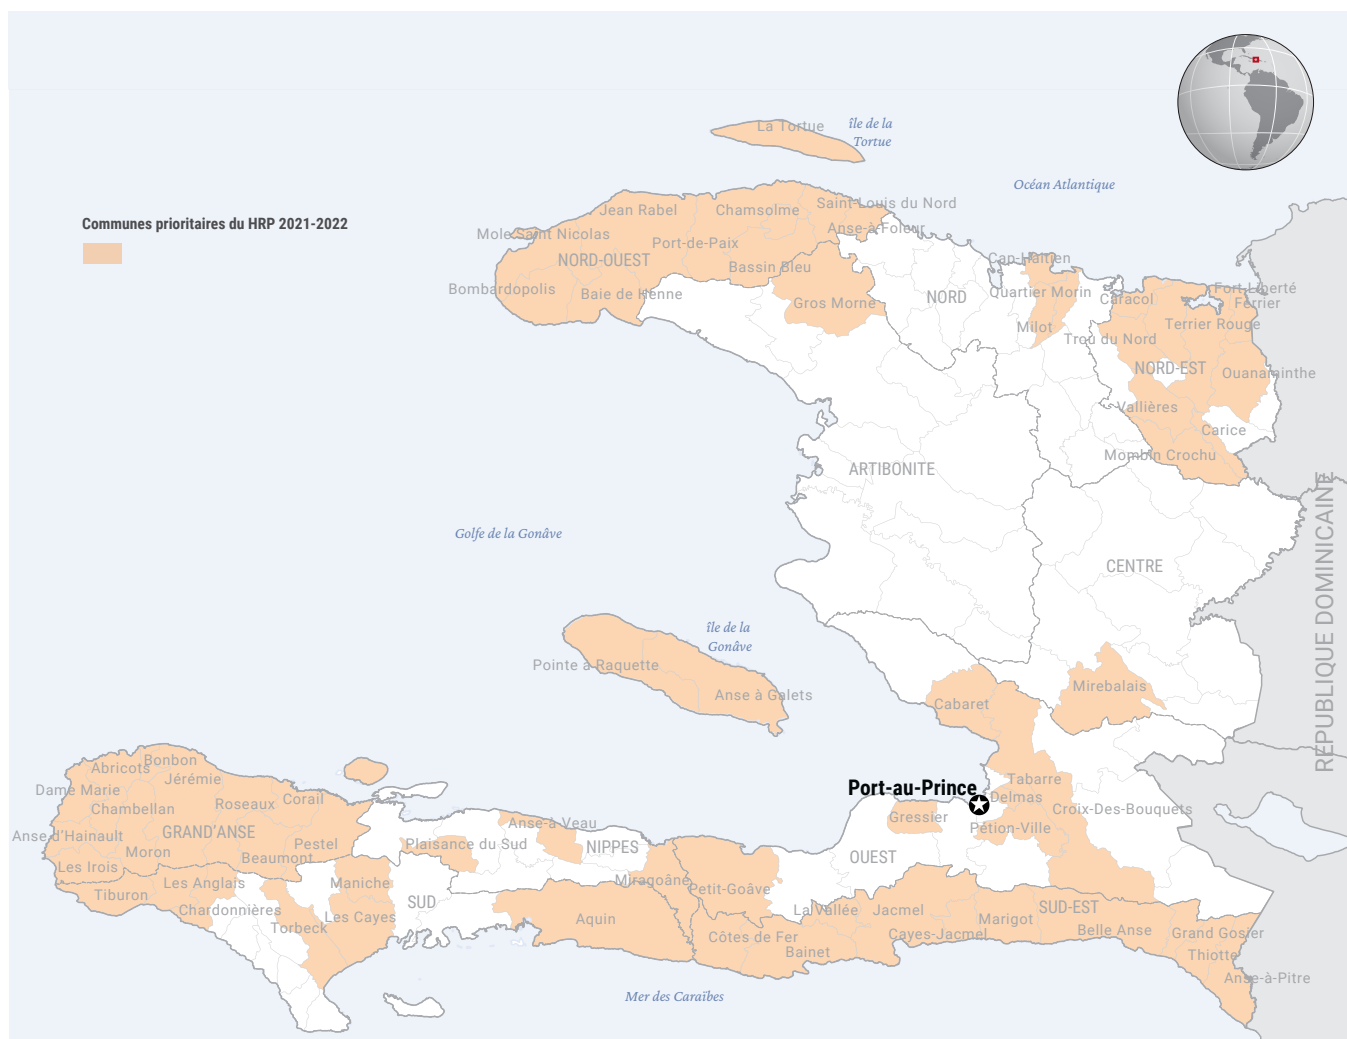 La Tortue
île de la
Tortue
Océan Atlantique
Communes prioritaires du HRP 2021-2022
Jean Rabel
Chamsolme
Saint-Louis du Nord
Mole Saint Nicolas
Port-de-Paix
Anse-à-Foleur
NORD-OUEST
Bassin Bleu
Cap-Haïtien
Bombardopolis
Baie de Henne
Gros Morne
NORD
Quartier Morin
Caracol
Fort-Liberté
Ferrier
Milot
Terrier Rouge
Trou du Nord
NORD-EST
Ouanaminthe
Vallières
Carice
Mombin Crochu
ARTIBONITE
RÉPUBLIQUE DOMINICAINE
Golfe de la Gonâve
CENTRE
île de la
Gonâve
Pointe à Raquette
Anse à Galets
Mirebalais
Cabaret
Bonbon
Abricots
Jérémie
Dame Marie
Chambellan
Roseaux
Corail
Port-au-Prince
Tabarre
Delmas
Croix-Des-Bouquets
Gressier
Pétion-Ville
Anse d'Hainault
GRAND'ANSE
Anse-à-Veau
Plaisance du Sud
NIPPES
Pestel
Moron
Beaumont
OUEST
Les Irois
Les Anglais
Maniche
Miragoâne
Petit-Goâve
Tiburon
SUD
Chardonnières
Les Cayes
Torbeck
Aquin
La Vallée
Jacmel
Marigot
SUD-EST
Côtes de Fer
Cayes-Jacmel
Belle Anse
Grand Gosier
Bainet
Thiotte
Anse-à-Pitre
Mer des Caraïbes